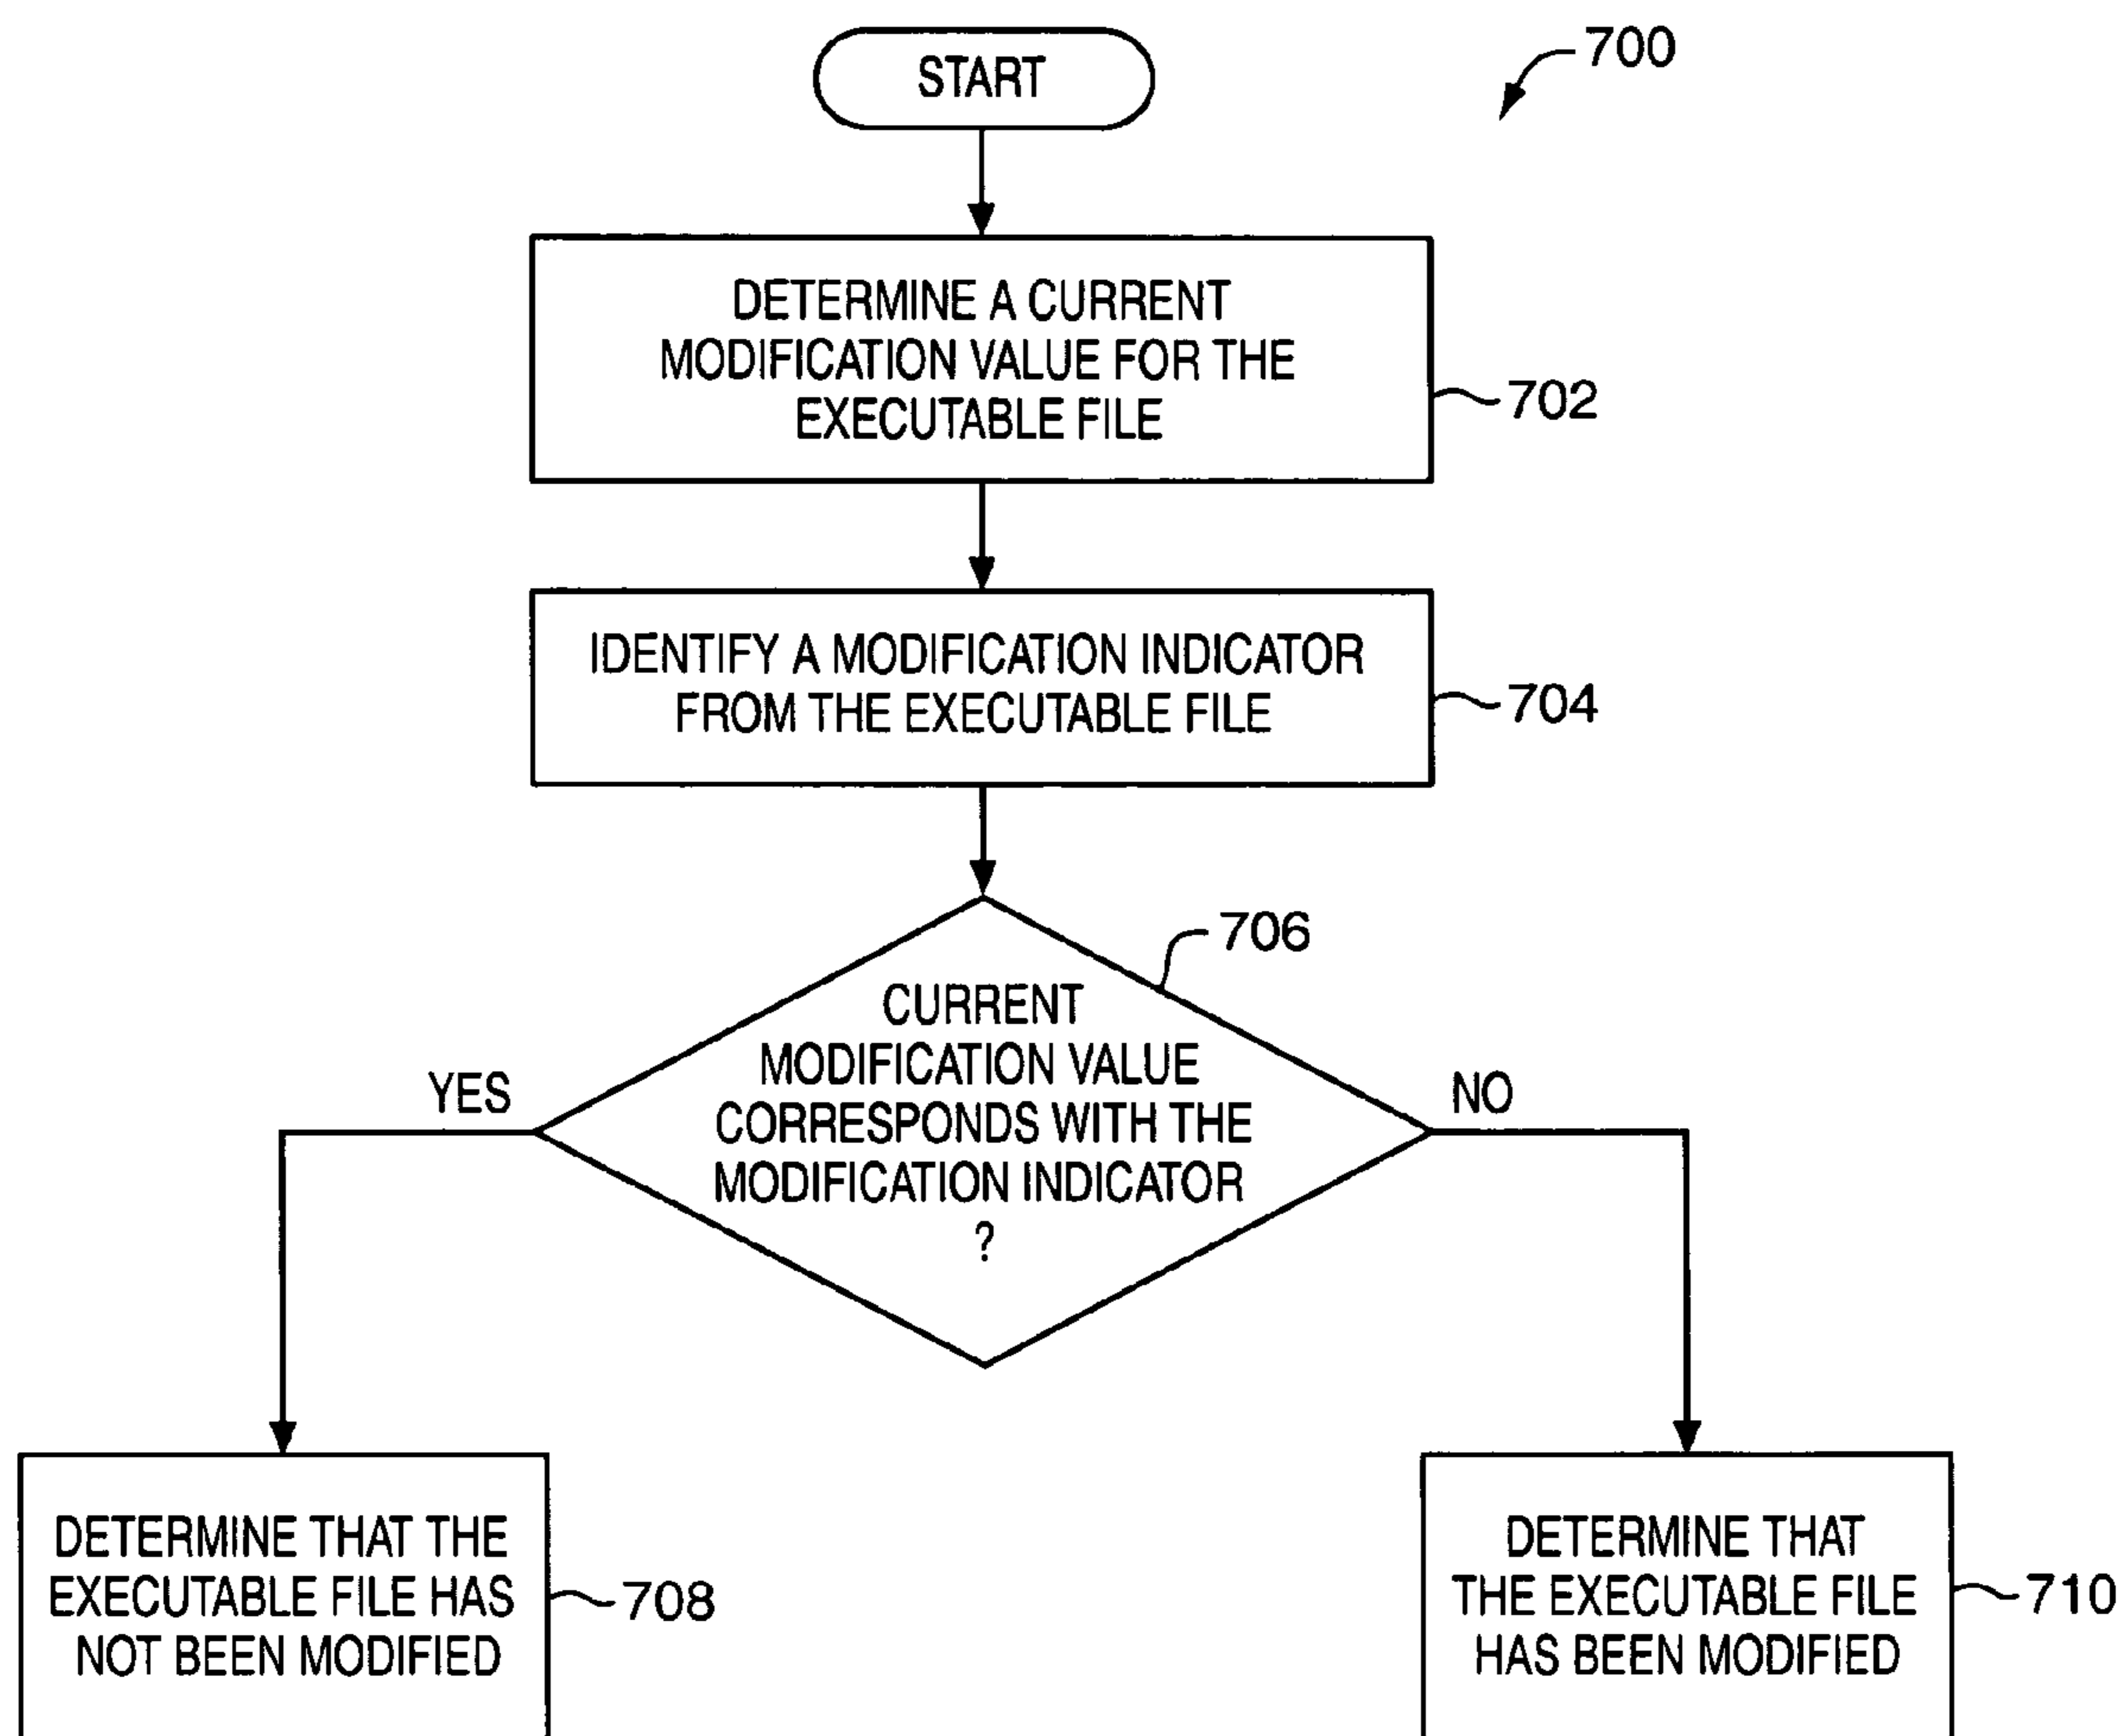 START
700
DETERMINE A CURRENT
MODIFICATION VALUE FOR THE
EXECUTABLE FILE
702
IDENTIFY A MODIFICATION INDICATOR
FROM THE EXECUTABLE FILE
704
706
CURRENT
MODIFICATION VALUE
CORRESPONDS WITH THE
MODIFICATION INDICATOR
?
YES
NO
DETERMINE THAT THE
EXECUTABLE FILE HAS
NOT BEEN MODIFIED
708
DETERMINE THAT
THE EXECUTABLE FILE
HAS BEEN MODIFIED
710